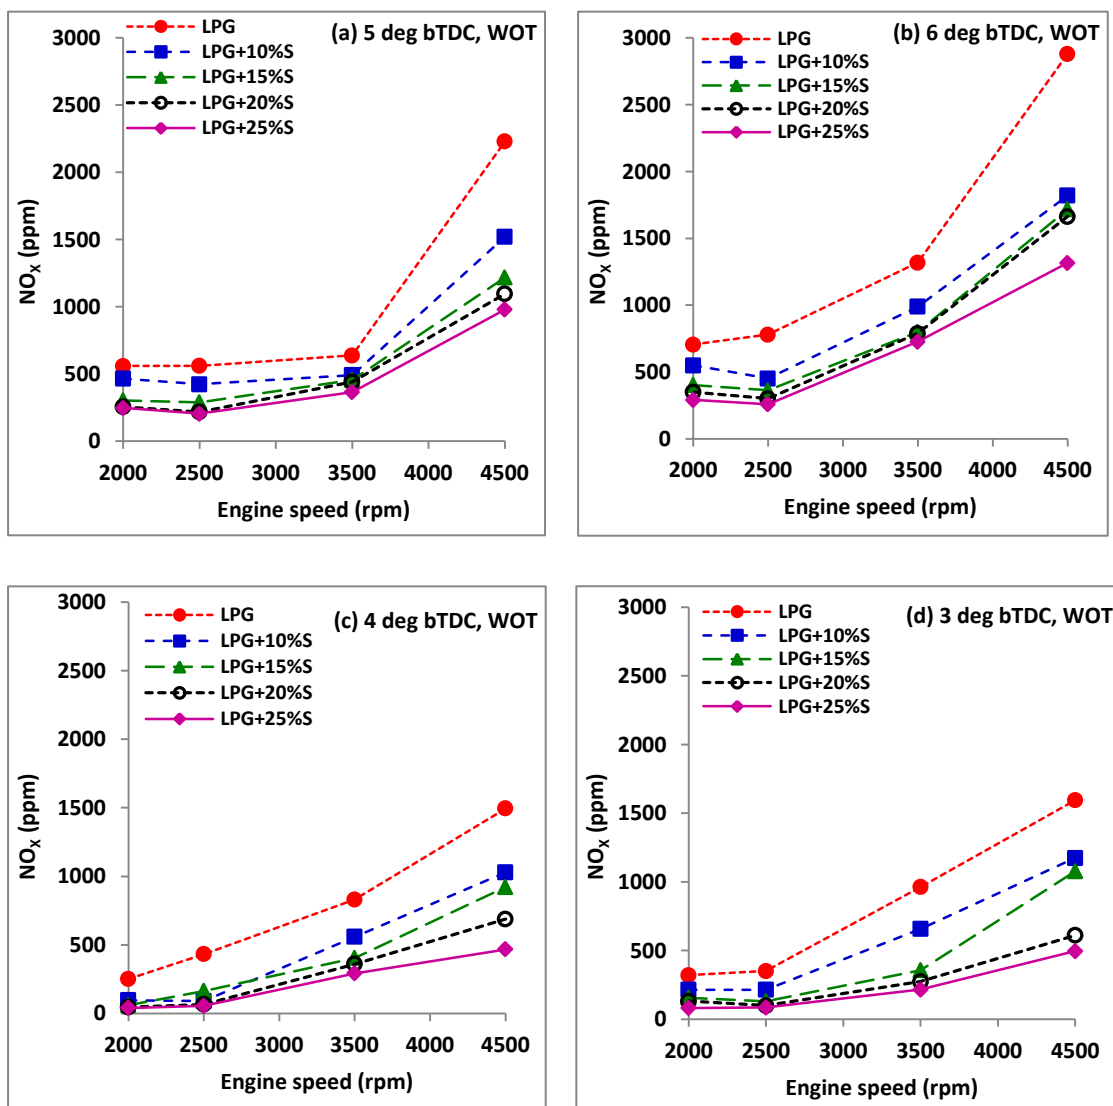 (a) 5 deg bTDC, WOT
LPG
LPG+10%S
LPG+15%S
LPG+20%S
LPG+25%S
3000
2500
2000
1500
1000
500
0
NOX (ppm)
2000 2500 3000 3500 4000 4500
Engine speed (rpm)
(b) 6 deg bTDC, WOT
LPG
LPG+10%S
LPG+15%S
LPG+20%S
LPG+25%S
3000
2500
2000
1500
1000
500
0
NOX (ppm)
2000 2500 3000 3500 4000 4500
Engine speed (rpm)
(c) 4 deg bTDC, WOT
LPG
LPG+10%S
LPG+15%S
LPG+20%S
LPG+25%S
3000
2500
2000
1500
1000
500
0
NOX (ppm)
2000 2500 3000 3500 4000 4500
Engine speed (rpm)
(d) 3 deg bTDC, WOT
LPG
LPG+10%S
LPG+15%S
LPG+20%S
LPG+25%S
3000
2500
2000
1500
1000
500
0
NOX (ppm)
2000 2500 3000 3500 4000 4500
Engine speed (rpm)